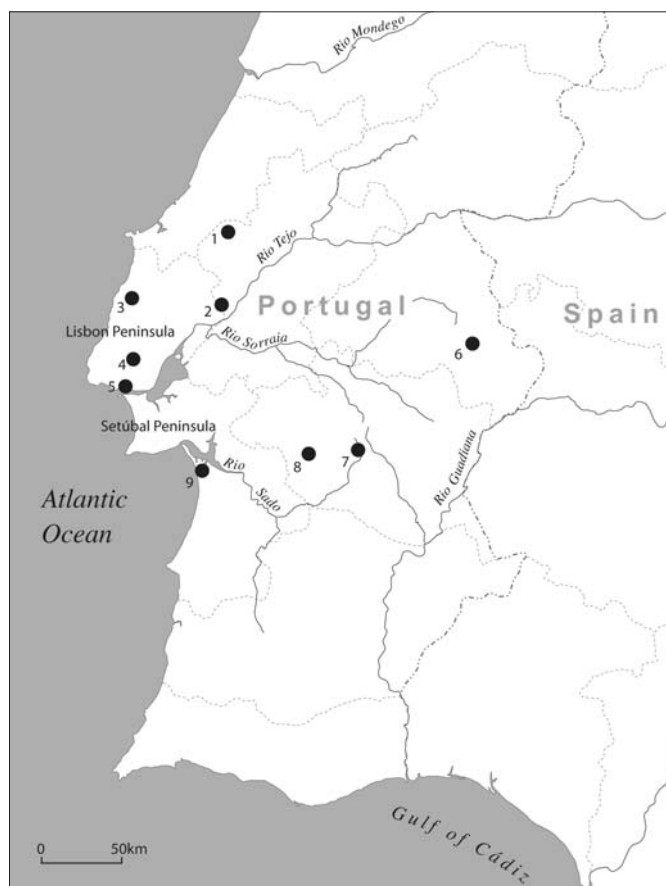 Rio Mondego
1
Rio Tejo
2
3
Portugal
Spain
Lisbon Peninsula
Rio Sorraia
4
6
5
Setúbal Peninsula
8
7
Rio Guadiana
9
Rio
Sado
Atlantic
Ocean
Gulf of Cádiz
0
50km